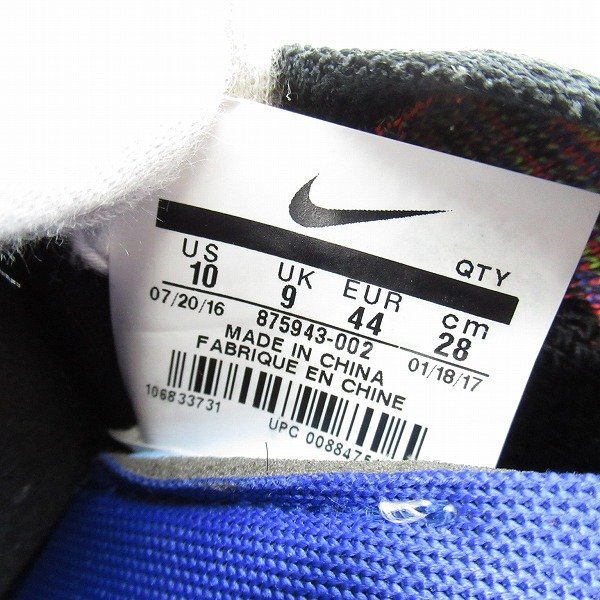 QTY
US UK EUR cm
10 9 44 28
07/20/16 875943-002 01/18/17
MADE IN CHINA
FABRIQUE EN CHINE
106833731
UPC 0088475